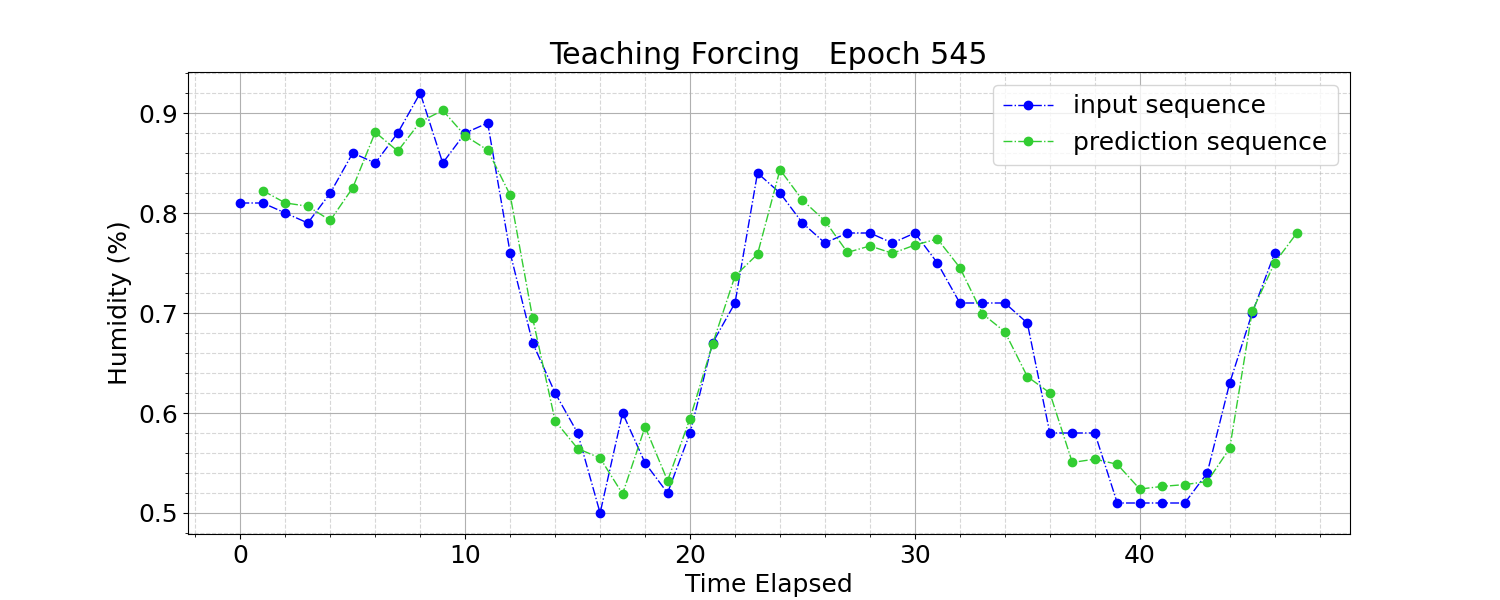 Teaching Forcing   Epoch 545
input sequence
prediction sequence
Humidity (%)
0.9
0.8
0.7
0.6
0.5
0 10 20 30 40
Time Elapsed